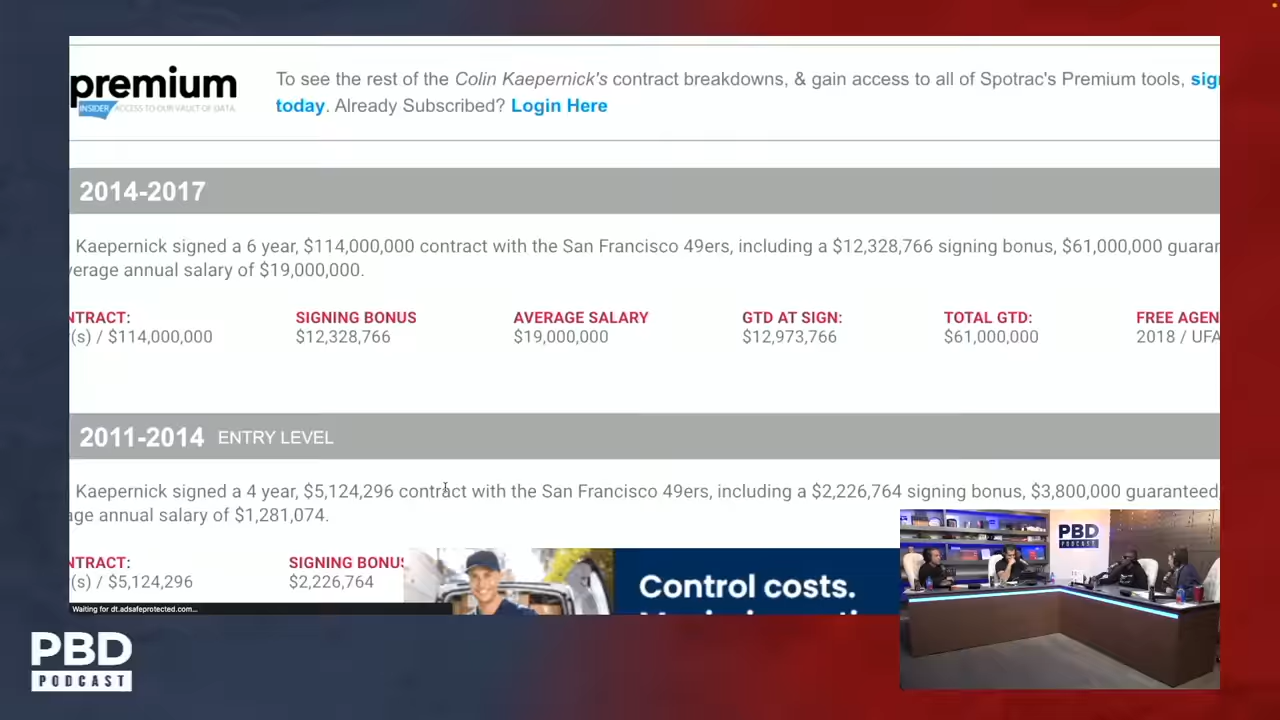 premium
INSIDER ACCESS TO OUR VAULT OF DATA.
To see the rest of the Colin Kaepernick's contract breakdowns, & gain access to all of Spotrac's Premium tools, sig
today. Already Subscribed? Login Here
2014-2017
Kaepernick signed a 6 year, $114,000,000 contract with the San Francisco 49ers, including a $12,328,766 signing bonus, $61,000,000 guarar
verage annual salary of $19,000,000.
NTRACT: SIGNING BONUS AVERAGE SALARY GTD AT SIGN: TOTAL GTD: FREE AGEN
(s) / $114,000,000 $12,328,766 $19,000,000 $12,973,766 $61,000,000 2018 / UFA
2011-2014 ENTRY LEVEL
Kaepernick signed a 4 year, $5,124,296 contract with the San Francisco 49ers, including a $2,226,764 signing bonus, $3,800,000 guaranteed,
age annual salary of $1,281,074.
NTRACT: SIGNING BONUS
(s) / $5,124,296 $2,226,764
Control costs.
Waiting for dt.adsafeprotected.com...
PBD
PODCAST
PBD
PODCAST